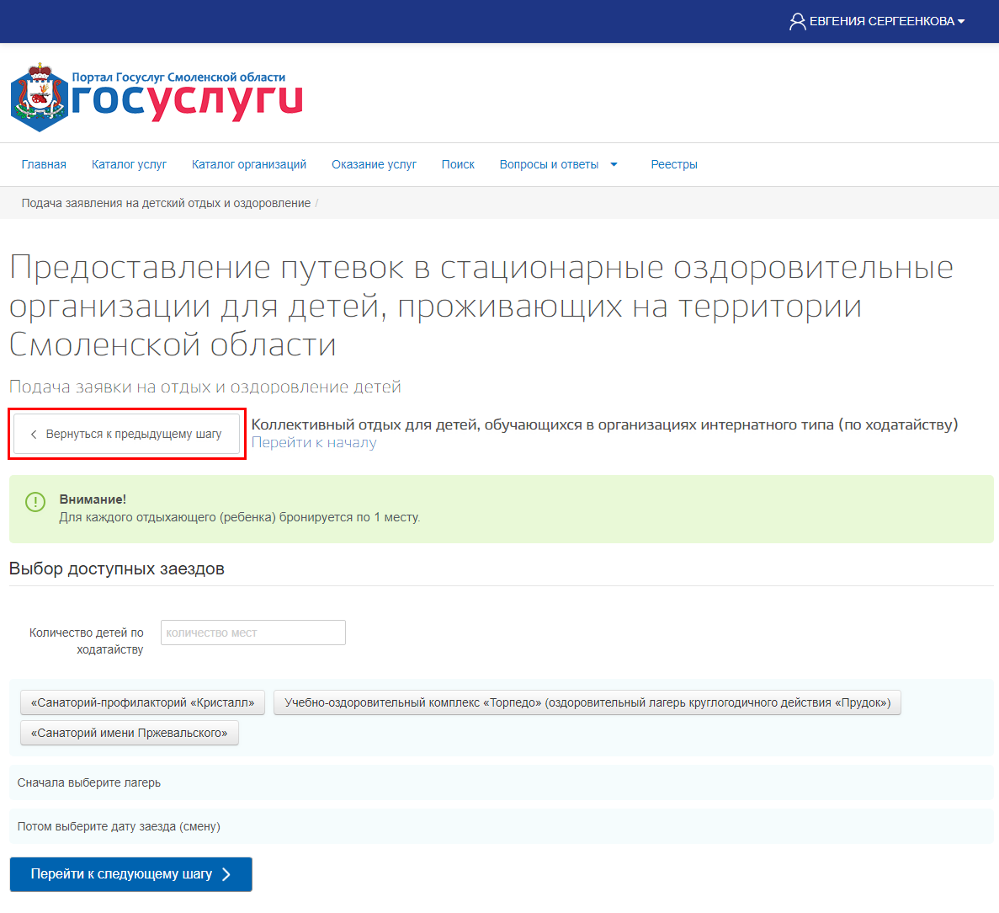 ЕВГЕНИЯ СЕРГЕЕНКОВА
Портал Госуслуг Смоленской области
госуслуги
Главная Каталог услуг Каталог организаций Оказание услуг Поиск Вопросы и ответы Реестры
Подача заявления на детский отдых и оздоровление /
Предоставление путевок в стационарные оздоровительные
организации для детей, проживающих на территории
Смоленской области
Подача заявки на отдых и оздоровление детей
Вернуться к предыдущему шагу
Коллективный отдых для детей, обучающихся в организациях интернатного типа (по ходатайству)
Перейти к началу
Внимание!
Для каждого отдыхающего (ребенка) бронируется по 1 месту.
Выбор доступных заездов
Количество детей по
ходатайству
количество мест
«Санаторий-профилакторий «Кристалл» Учебно-оздоровительный комплекс «Торпедо» (оздоровительный лагерь круглогодичного действия «Прудок»)
«Санаторий имени Пржевальского»
Сначала выберите лагерь
Потом выберите дату заезда (смену)
Перейти к следующему шагу